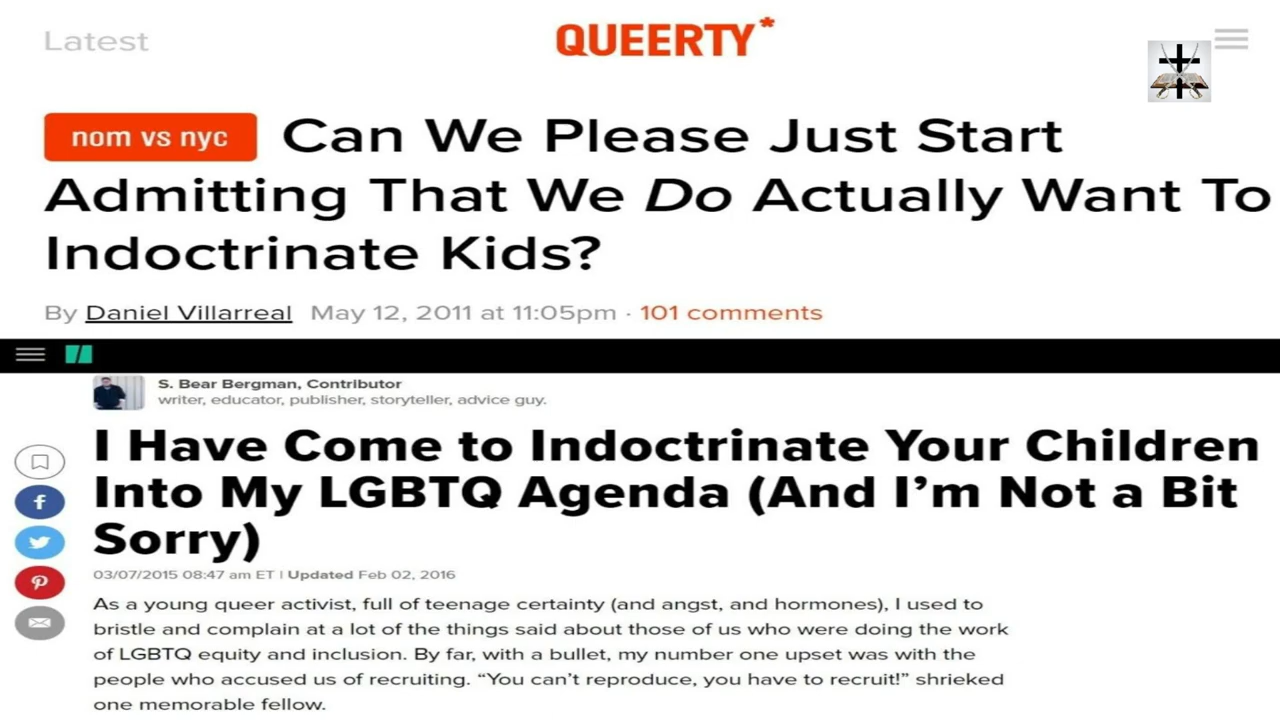 Latest
QUEERTY*
nom vs nyc Can We Please Just Start
Admitting That We Do Actually Want To
Indoctrinate Kids?
By Daniel Villarreal May 12, 2011 at 11:05pm · 101 comments
S. Bear Bergman, Contributor
writer, educator, publisher, storyteller, advice guy.
I Have Come to Indoctrinate Your Children
Into My LGBTQ Agenda (And I’m Not a Bit
Sorry)
03/07/2015 08:47 am ET | Updated Feb 02, 2016
As a young queer activist, full of teenage certainty (and angst, and hormones), I used to
bristle and complain at a lot of the things said about those of us who were doing the work
of LGBTQ equity and inclusion. By far, with a bullet, my number one upset was with the
people who accused us of recruiting. “You can’t reproduce, you have to recruit!” shrieked
one memorable fellow.